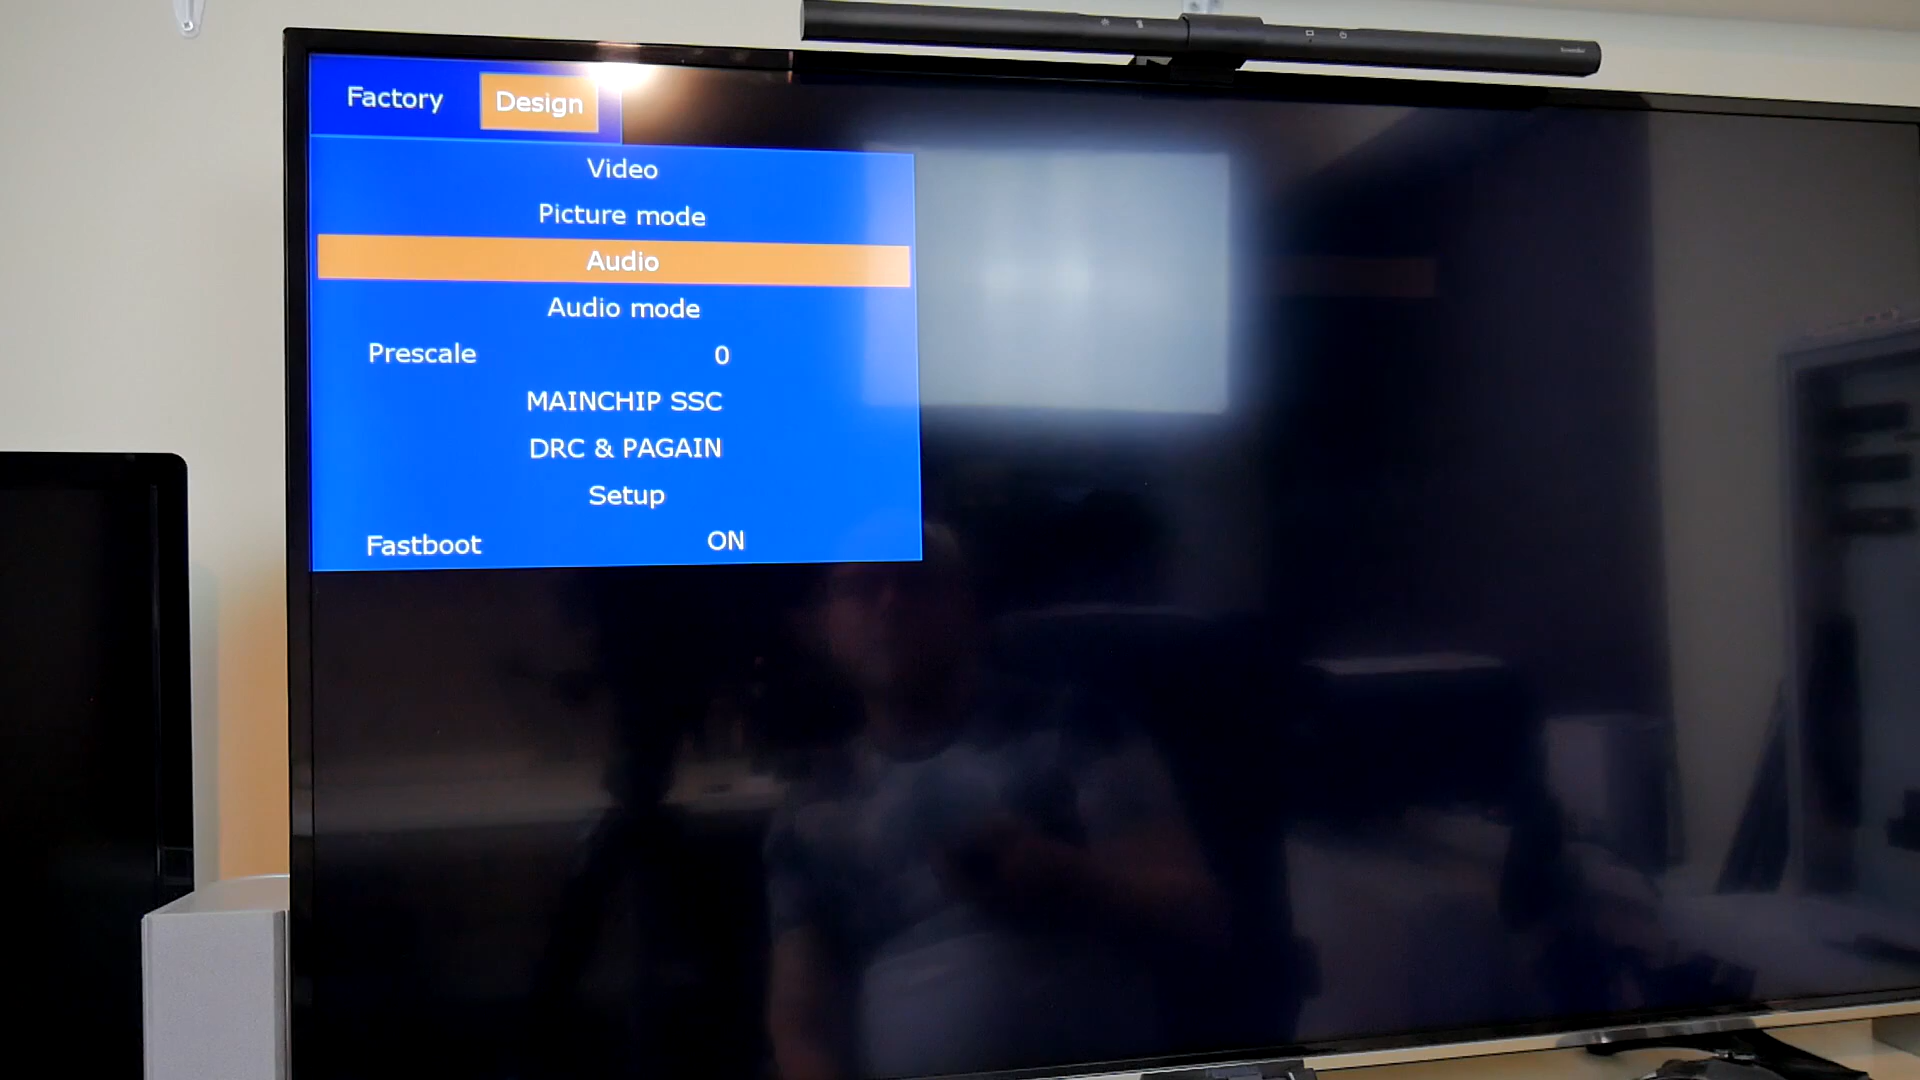 Factory Design
Video
Picture mode
Audio
Audio mode
Prescale 0
MAINCHIP SSC
DRC & PAGAIN
Setup
Fastboot ON